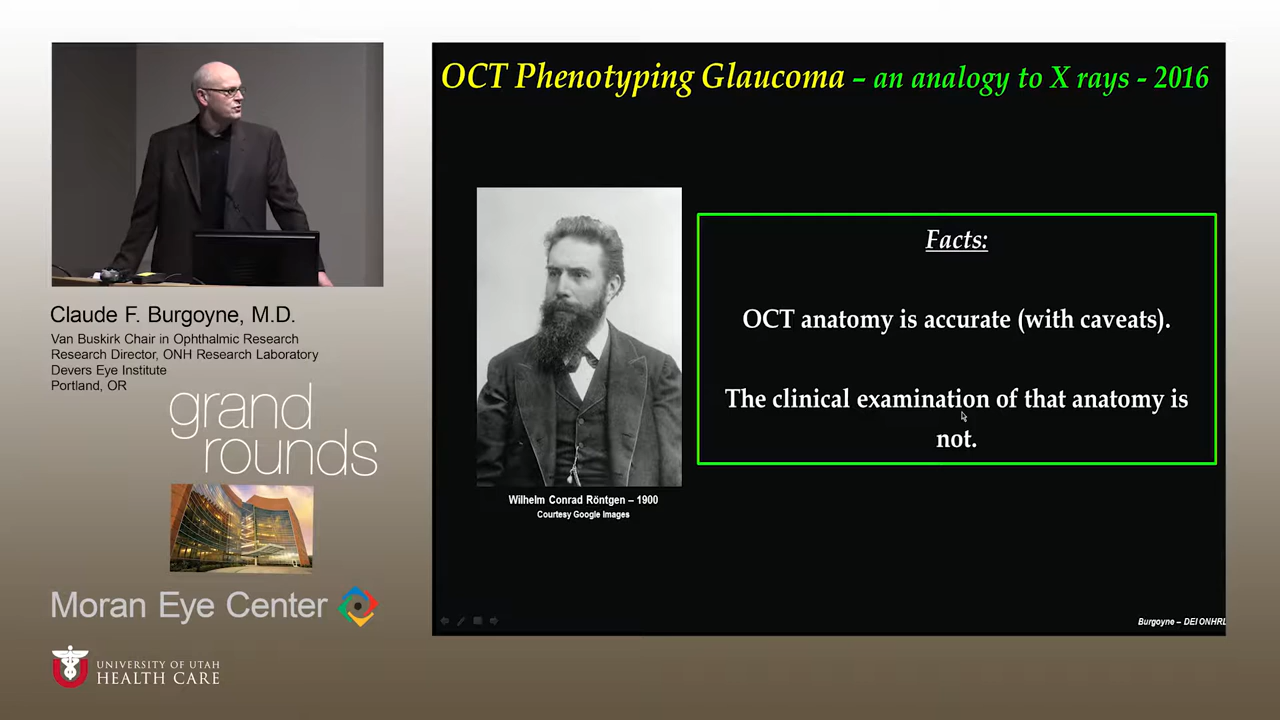 OCT Phenotyping Glaucoma – an analogy to X rays - 2016
Facts:
OCT anatomy is accurate (with caveats).
The clinical examination of that anatomy is
not.
Wilhelm Conrad Röntgen – 1900
Courtesy Google Images
Burgoyne – DEI ONHRL
Claude F. Burgoyne, M.D.
Van Buskirk Chair in Ophthalmic Research
Research Director, ONH Research Laboratory
Devers Eye Institute
Portland, OR
grand
rounds
Moran Eye Center
UNIVERSITY OF UTAH
HEALTH CARE